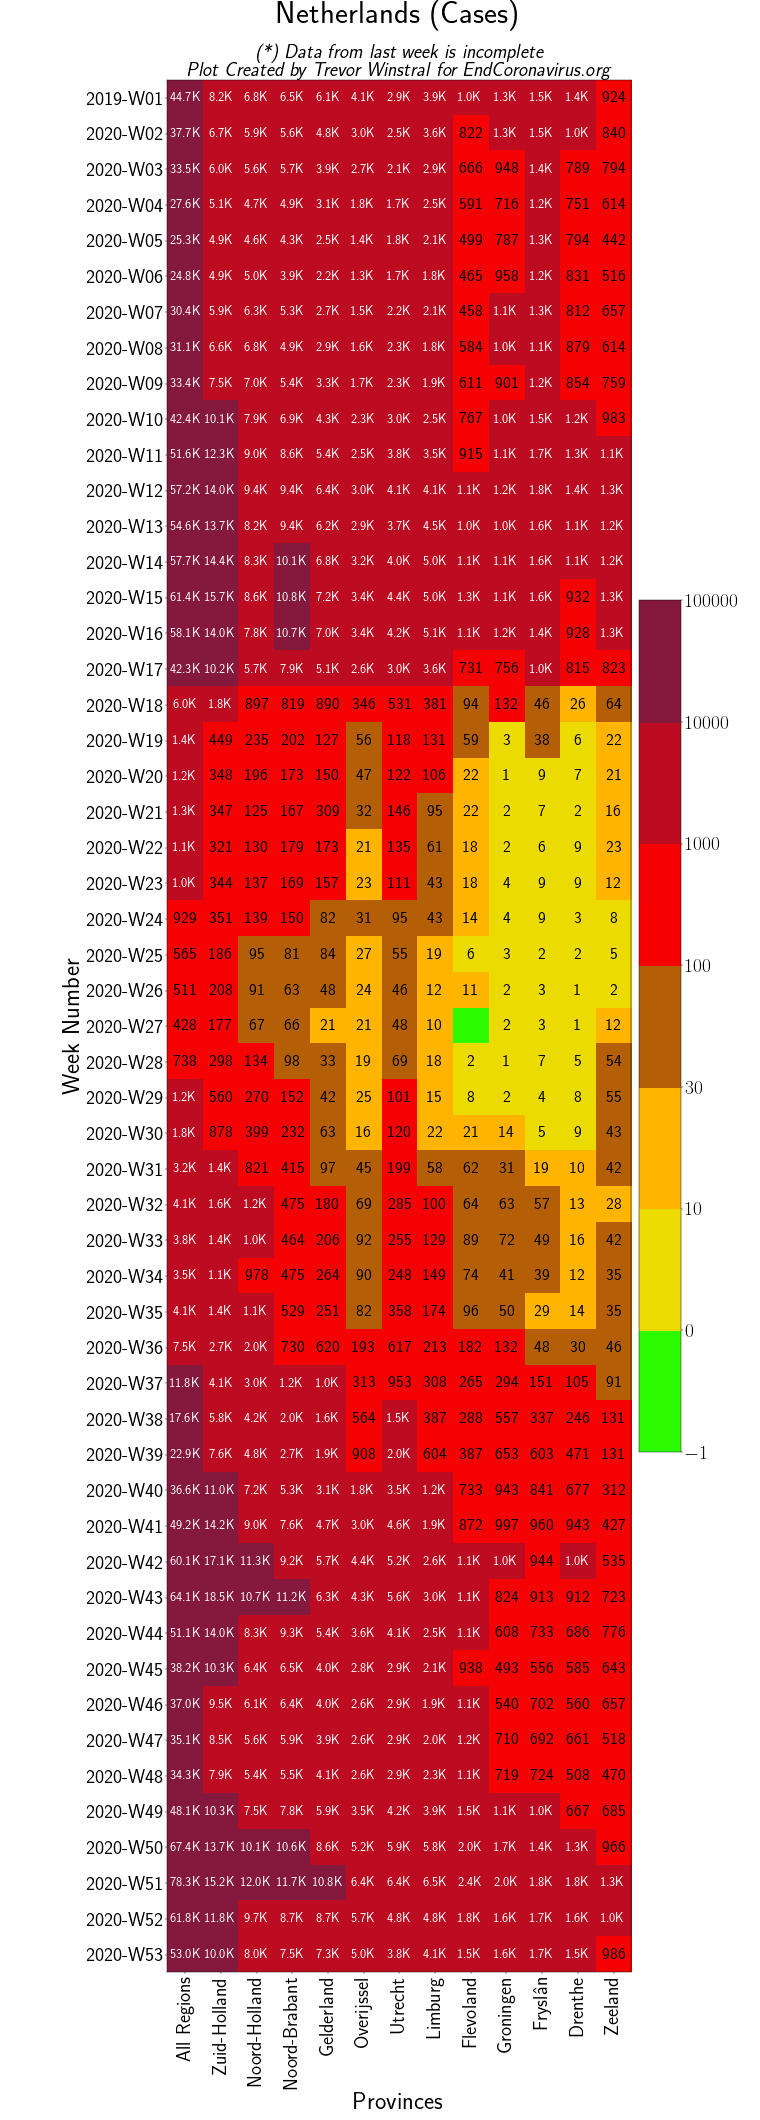 Netherlands (Cases)
(*) Data from last week is incomplete
Plot Created by Trevor Winstral for EndCoronavirus.org
2019-W01 44.7K 8.2K 6.8K 6.5K 6.1K 4.1K 2.9K 3.9K 1.0K 1.3K 1.5K 1.4K 924
2020-W02 37.7K 6.7K 5.9K 5.6K 4.8K 3.0K 2.5K 3.6K 822 1.3K 1.5K 1.0K 840
2020-W03 33.5K 6.0K 5.6K 5.7K 3.9K 2.7K 2.1K 2.9K 666 948 1.4K 789 794
2020-W04 27.6K 5.1K 4.7K 4.9K 3.1K 1.8K 1.7K 2.5K 591 716 1.2K 751 614
2020-W05 25.3K 4.9K 4.6K 4.3K 2.5K 1.4K 1.8K 2.1K 499 787 1.3K 794 442
2020-W06 24.8K 4.9K 5.0K 3.9K 2.2K 1.3K 1.7K 1.8K 465 958 1.2K 831 516
2020-W07 30.4K 5.9K 6.3K 5.3K 2.7K 1.5K 2.2K 2.1K 458 1.1K 1.3K 812 657
2020-W08 31.1K 6.6K 6.8K 4.9K 2.9K 1.6K 2.3K 1.8K 584 1.0K 1.1K 879 614
2020-W09 33.4K 7.5K 7.0K 5.4K 3.3K 1.7K 2.3K 1.9K 611 901 1.2K 854 759
2020-W10 42.4K 10.1K 7.9K 6.9K 4.3K 2.3K 3.0K 2.5K 767 1.0K 1.5K 1.2K 983
2020-W11 51.6K 12.3K 9.0K 8.6K 5.4K 2.5K 3.8K 3.5K 915 1.1K 1.7K 1.3K 1.1K
2020-W12 57.2K 14.0K 9.4K 9.4K 6.4K 3.0K 4.1K 4.1K 1.1K 1.2K 1.8K 1.4K 1.3K
2020-W13 54.6K 13.7K 8.2K 9.4K 6.2K 2.9K 3.7K 4.5K 1.0K 1.0K 1.6K 1.1K 1.2K
2020-W14 57.7K 14.4K 8.3K 10.1K 6.8K 3.2K 4.0K 5.0K 1.1K 1.1K 1.6K 1.1K 1.2K
2020-W15 61.4K 15.7K 8.6K 10.8K 7.2K 3.4K 4.4K 5.0K 1.3K 1.1K 1.6K 932 1.3K
2020-W16 58.1K 14.0K 7.8K 10.7K 7.0K 3.4K 4.2K 5.1K 1.1K 1.2K 1.4K 928 1.3K
2020-W17 42.3K 10.2K 5.7K 7.9K 5.1K 2.6K 3.0K 3.6K 731 756 1.0K 815 823
2020-W18 6.0K 1.8K 897 819 890 346 531 381 94 132 46 26 64
2020-W19 1.4K 449 235 202 127 56 118 131 59 3 38 6 22
2020-W20 1.2K 348 196 173 150 47 122 106 22 1 9 7 21
2020-W21 1.3K 347 125 167 309 32 146 95 22 2 7 2 16
2020-W22 1.1K 321 130 179 173 21 135 61 18 2 6 9 23
2020-W23 1.0K 344 137 169 157 23 111 43 18 4 9 9 12
2020-W24 929 351 139 150 82 31 95 43 14 4 9 3 8
2020-W25 565 186 95 81 84 27 55 19 6 3 2 2 5
2020-W26 511 208 91 63 48 24 46 12 11 2 3 1 2
2020-W27 428 177 67 66 21 21 48 10 2 3 1 12
2020-W28 738 298 134 98 33 19 69 18 2 1 7 5 54
2020-W29 1.2K 560 270 152 42 25 101 15 8 2 4 8 55
2020-W30 1.8K 878 399 232 63 16 120 22 21 14 5 9 43
2020-W31 3.2K 1.4K 821 415 97 45 199 58 62 31 19 10 42
2020-W32 4.1K 1.6K 1.2K 475 180 69 285 100 64 63 57 13 28
2020-W33 3.8K 1.4K 1.0K 464 206 92 255 129 89 72 49 16 42
2020-W34 3.5K 1.1K 978 475 264 90 248 149 74 41 39 12 35
2020-W35 4.1K 1.4K 1.1K 529 251 82 358 174 96 50 29 14 35
2020-W36 7.5K 2.7K 2.0K 730 620 193 617 213 182 132 48 30 46
2020-W37 11.8K 4.1K 3.0K 1.2K 1.0K 313 953 308 265 294 151 105 91
2020-W38 17.6K 5.8K 4.2K 2.0K 1.6K 564 1.5K 387 288 557 337 246 131
2020-W39 22.9K 7.6K 4.8K 2.7K 1.9K 908 2.0K 604 387 653 603 471 131
2020-W40 36.6K 11.0K 7.2K 5.3K 3.1K 1.8K 3.5K 1.2K 733 943 841 677 312
2020-W41 49.2K 14.2K 9.0K 7.6K 4.7K 3.0K 4.6K 1.9K 872 997 960 943 427
2020-W42 60.1K 17.1K 11.3K 9.2K 5.7K 4.4K 5.2K 2.6K 1.1K 1.0K 944 1.0K 535
2020-W43 64.1K 18.5K 10.7K 11.2K 6.3K 4.3K 5.6K 3.0K 1.1K 824 913 912 723
2020-W44 51.1K 14.0K 8.3K 9.3K 5.4K 3.6K 4.1K 2.5K 1.1K 608 733 686 776
2020-W45 38.2K 10.3K 6.4K 6.5K 4.0K 2.8K 2.9K 2.1K 938 493 556 585 643
2020-W46 37.0K 9.5K 6.1K 6.4K 4.0K 2.6K 2.9K 1.9K 1.1K 540 702 560 657
2020-W47 35.1K 8.5K 5.6K 5.9K 3.9K 2.6K 2.9K 2.0K 1.2K 710 692 661 518
2020-W48 34.3K 7.9K 5.4K 5.5K 4.1K 2.6K 2.9K 2.3K 1.1K 719 724 508 470
2020-W49 48.1K 10.3K 7.5K 7.8K 5.9K 3.5K 4.2K 3.9K 1.5K 1.1K 1.0K 667 685
2020-W50 67.4K 13.7K 10.1K 10.6K 8.6K 5.2K 5.9K 5.8K 2.0K 1.7K 1.4K 1.3K 966
2020-W51 78.3K 15.2K 12.0K 11.7K 10.8K 6.4K 6.4K 6.5K 2.4K 2.0K 1.8K 1.8K 1.3K
2020-W52 61.8K 11.8K 9.7K 8.7K 8.7K 5.7K 4.8K 4.8K 1.8K 1.6K 1.7K 1.6K 1.0K
2020-W53 53.0K 10.0K 8.0K 7.5K 7.3K 5.0K 3.8K 4.1K 1.5K 1.6K 1.7K 1.5K 986
Week Number
All Regions
Zuid-Holland
Noord-Holland
Noord-Brabant
Gelderland
Overijssel
Utrecht
Limburg
Flevoland
Groningen
Fryslân
Drenthe
Zeeland
Provinces
100000
10000
1000
100
30
10
0
−1